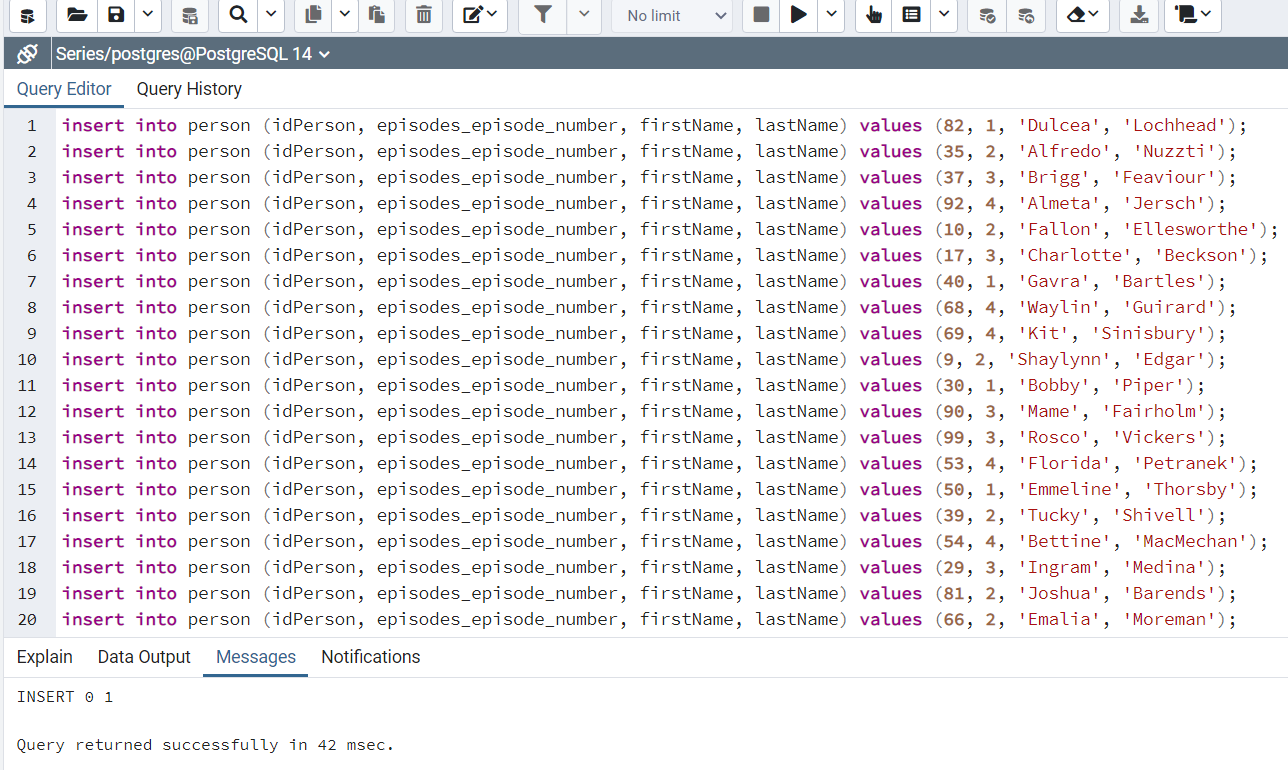 No limit
Series/postgres@PostgreSQL 14
Query Editor Query History
1 insert into person (idPerson, episodes_episode_number, firstName, lastName) values (82, 1, 'Dulcea', 'Lochhead');
2 insert into person (idPerson, episodes_episode_number, firstName, lastName) values (35, 2, 'Alfredo', 'Nuzzti');
3 insert into person (idPerson, episodes_episode_number, firstName, lastName) values (37, 3, 'Brigg', 'Feaviour');
4 insert into person (idPerson, episodes_episode_number, firstName, lastName) values (92, 4, 'Almeta', 'Jersch');
5 insert into person (idPerson, episodes_episode_number, firstName, lastName) values (10, 2, 'Fallon', 'Ellesworthe');
6 insert into person (idPerson, episodes_episode_number, firstName, lastName) values (17, 3, 'Charlotte', 'Beckson');
7 insert into person (idPerson, episodes_episode_number, firstName, lastName) values (40, 1, 'Gavra', 'Bartles');
8 insert into person (idPerson, episodes_episode_number, firstName, lastName) values (68, 4, 'Waylin', 'Guirard');
9 insert into person (idPerson, episodes_episode_number, firstName, lastName) values (69, 4, 'Kit', 'Sinisbury');
10 insert into person (idPerson, episodes_episode_number, firstName, lastName) values (9, 2, 'Shaylynn', 'Edgar');
11 insert into person (idPerson, episodes_episode_number, firstName, lastName) values (30, 1, 'Bobby', 'Piper');
12 insert into person (idPerson, episodes_episode_number, firstName, lastName) values (90, 3, 'Mame', 'Fairholm');
13 insert into person (idPerson, episodes_episode_number, firstName, lastName) values (99, 3, 'Rosco', 'Vickers');
14 insert into person (idPerson, episodes_episode_number, firstName, lastName) values (53, 4, 'Florida', 'Petranek');
15 insert into person (idPerson, episodes_episode_number, firstName, lastName) values (50, 1, 'Emmeline', 'Thorsby');
16 insert into person (idPerson, episodes_episode_number, firstName, lastName) values (39, 2, 'Tucky', 'Shivell');
17 insert into person (idPerson, episodes_episode_number, firstName, lastName) values (54, 4, 'Bettine', 'MacMechan');
18 insert into person (idPerson, episodes_episode_number, firstName, lastName) values (29, 3, 'Ingram', 'Medina');
19 insert into person (idPerson, episodes_episode_number, firstName, lastName) values (81, 2, 'Joshua', 'Barends');
20 insert into person (idPerson, episodes_episode_number, firstName, lastName) values (66, 2, 'Emalia', 'Moreman');
Explain Data Output Messages Notifications
INSERT 0 1
Query returned successfully in 42 msec.